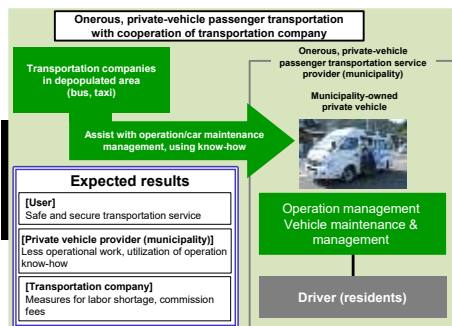 Onerous, private-vehicle passenger transportation
with cooperation of transportation company
Transportation companies
in depopulated area
(bus, taxi)
Onerous, private-vehicle
passenger transportation service
provider (municipality)
Municipality-owned
private vehicle
Assist with operation/car maintenance
management, using know-how
Expected results
[User]
Safe and secure transportation service
[Private vehicle provider (municipality)]
Less operational work, utilization of operation
know-how
[Transportation company]
Measures for labor shortage, commission
fees
Operation management
Vehicle maintenance &
management
Driver (residents)